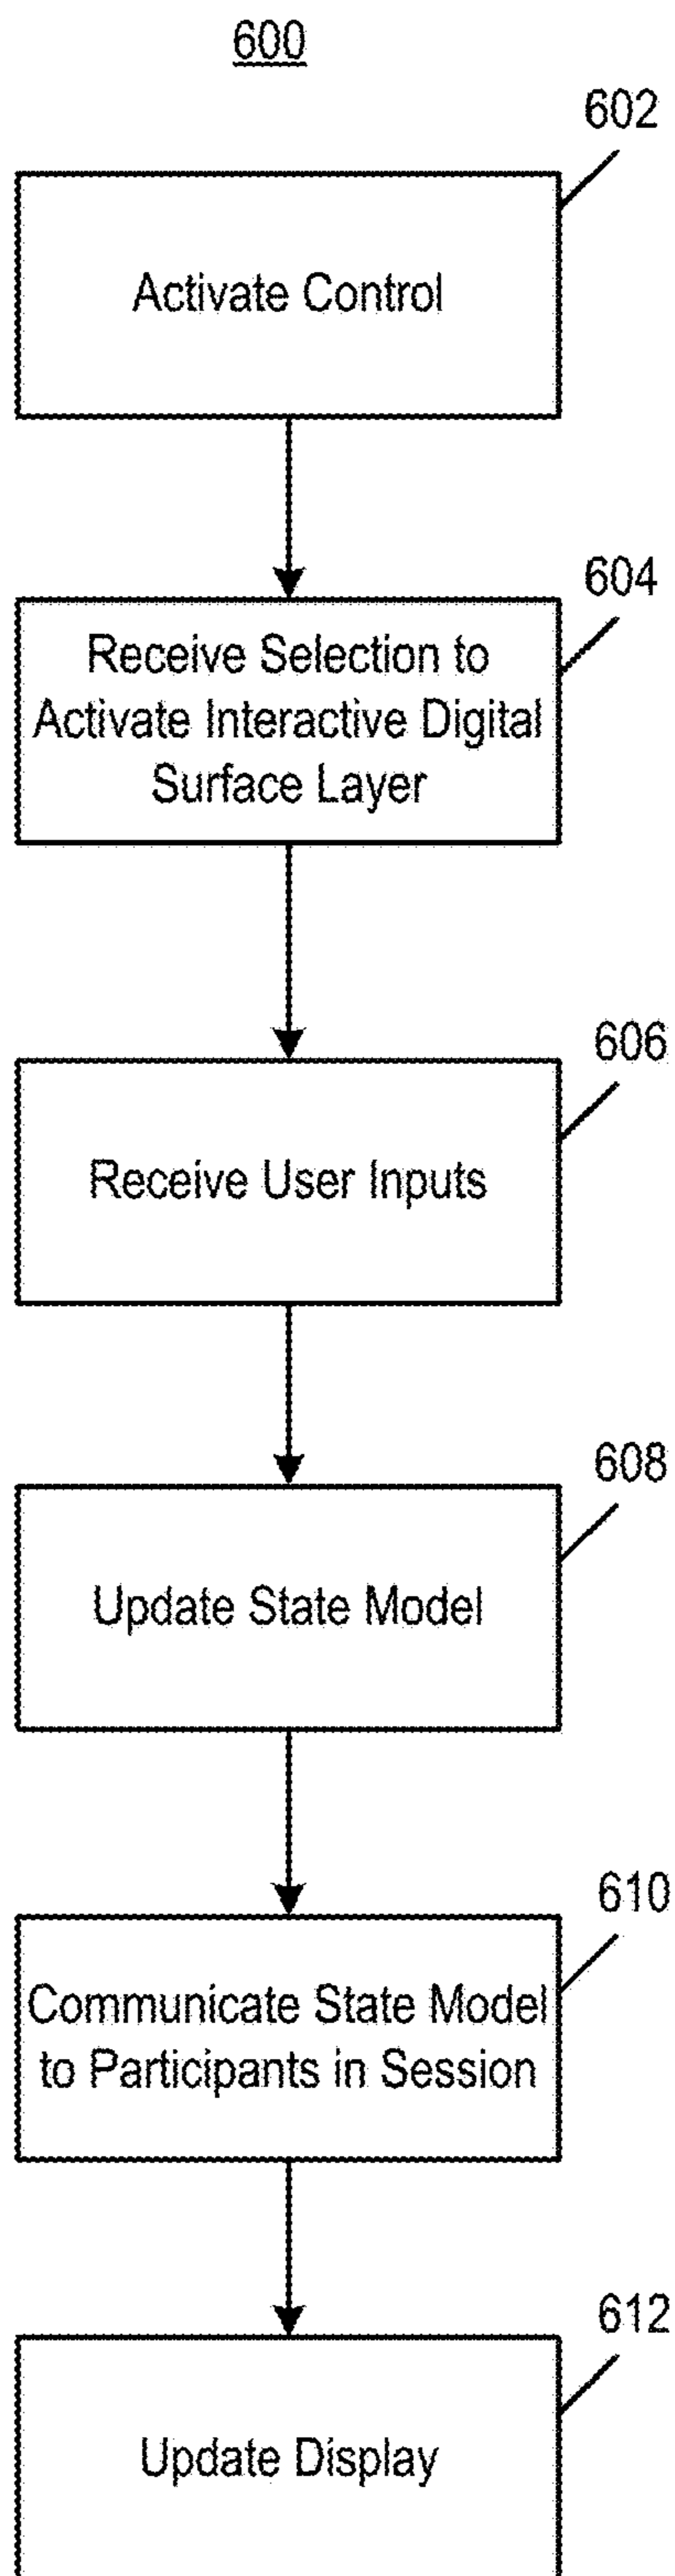 600
602
Activate Control
604
Receive Selection to
Activate Interactive Digital
Surface Layer
606
Receive User Inputs
608
Update State Model
610
Communicate State Model
to Participants in Session
612
Update Display